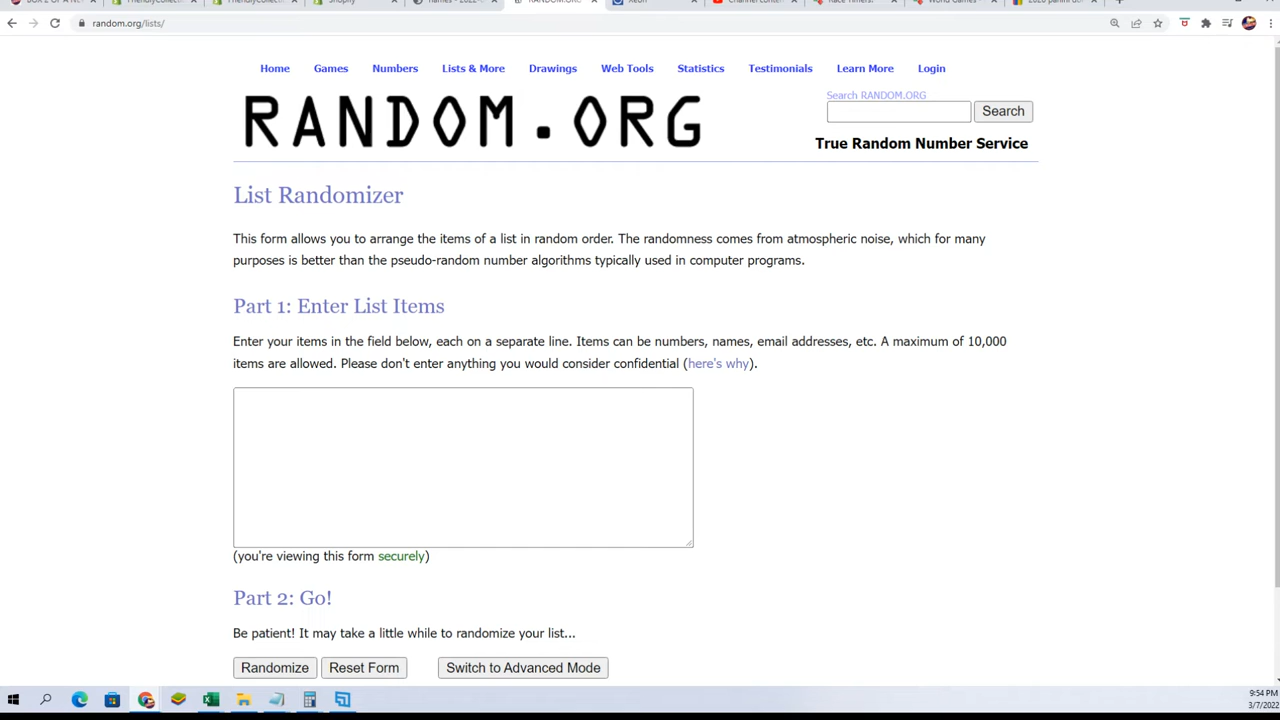 random.org/lists/
Home Games Numbers Lists & More Drawings Web Tools Statistics Testimonials Learn More Login
Search RANDOM.ORG
RANDOM.ORG
Search
True Random Number Service
List Randomizer
This form allows you to arrange the items of a list in random order. The randomness comes from atmospheric noise, which for many
purposes is better than the pseudo-random number algorithms typically used in computer programs.
Part 1: Enter List Items
Enter your items in the field below, each on a separate line. Items can be numbers, names, email addresses, etc. A maximum of 10,000
items are allowed. Please don't enter anything you would consider confidential (here's why).
(you're viewing this form securely)
Part 2: Go!
Be patient! It may take a little while to randomize your list...
Randomize Reset Form Switch to Advanced Mode
9:54 PM
3/7/2022